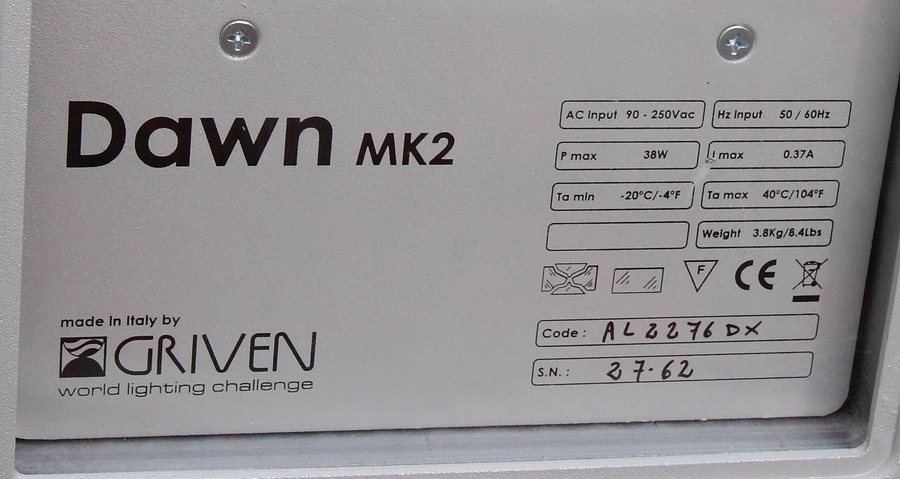 Dawn MK2
AC Input 90 - 250Vac
Hz Input 50 / 60Hz
P max 38W
I max 0.37A
Ta min -20°C/-4°F
Ta max 40°C/104°F
Weight 3.8Kg/8.4Lbs
F
CE
made in Italy by
GRIVEN
world lighting challenge
Code : AL2276DX
S.N. : 27-62